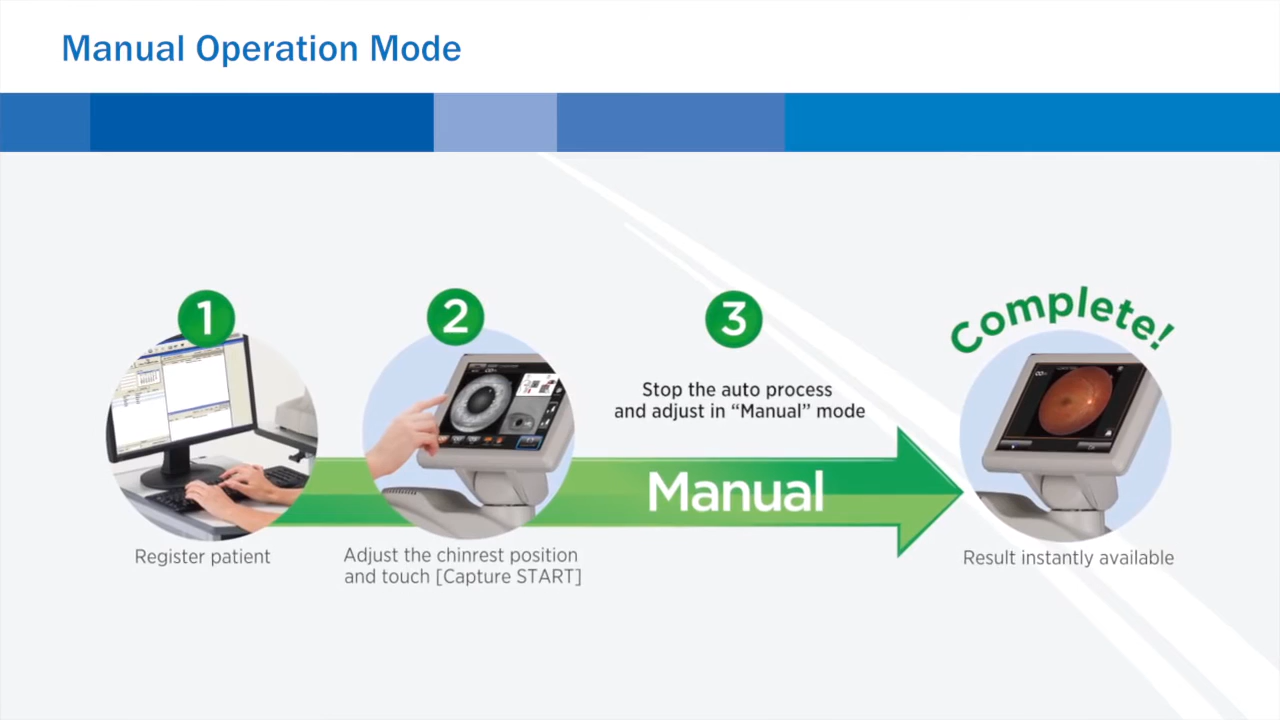 Manual Operation Mode
1
2
3
Complete!
Stop the auto process
and adjust in “Manual” mode
Manual
Register patient
Adjust the chinrest position
and touch [Capture START]
Result instantly available